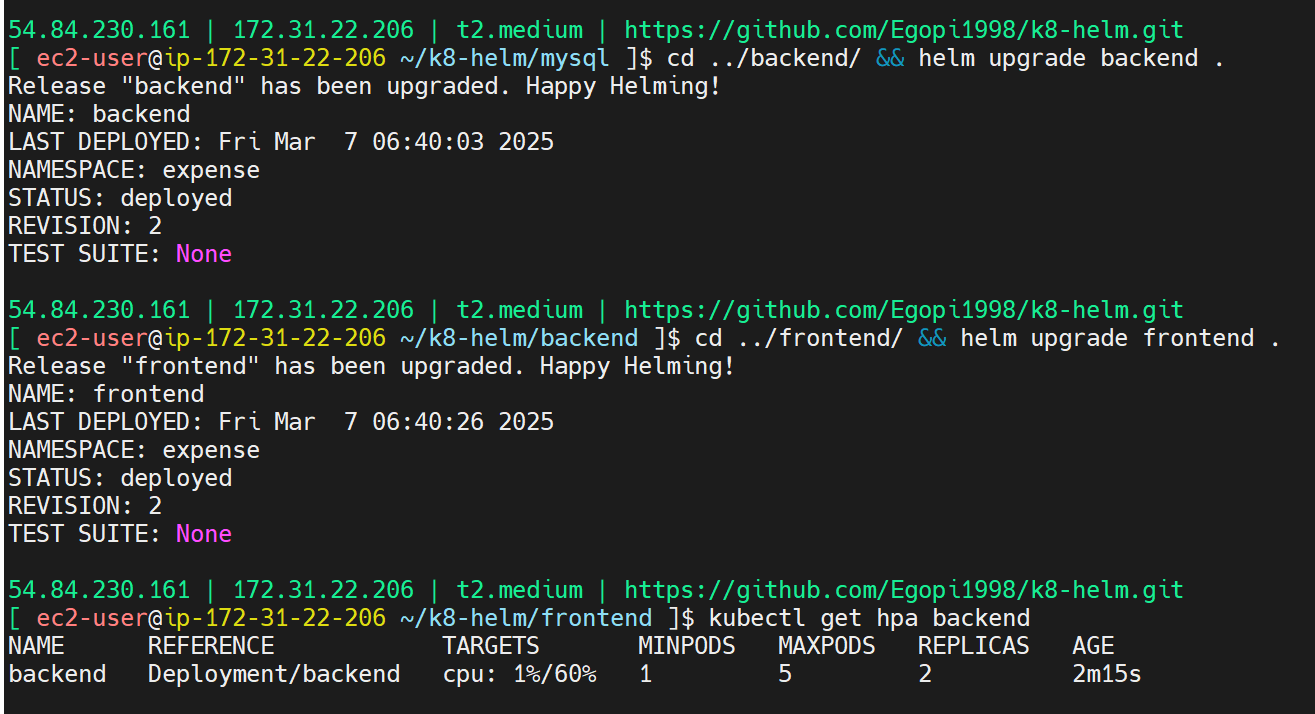 54.84.230.161 | 172.31.22.206 | t2.medium | https://github.com/Egopi1998/k8-helm.git
[ ec2-user@ip-172-31-22-206 ~/k8-helm/mysql ]$ cd ../backend/ && helm upgrade backend .
Release "backend" has been upgraded. Happy Helming!
NAME: backend
LAST DEPLOYED: Fri Mar  7 06:40:03 2025
NAMESPACE: expense
STATUS: deployed
REVISION: 2
TEST SUITE: None

54.84.230.161 | 172.31.22.206 | t2.medium | https://github.com/Egopi1998/k8-helm.git
[ ec2-user@ip-172-31-22-206 ~/k8-helm/backend ]$ cd ../frontend/ && helm upgrade frontend .
Release "frontend" has been upgraded. Happy Helming!
NAME: frontend
LAST DEPLOYED: Fri Mar  7 06:40:26 2025
NAMESPACE: expense
STATUS: deployed
REVISION: 2
TEST SUITE: None

54.84.230.161 | 172.31.22.206 | t2.medium | https://github.com/Egopi1998/k8-helm.git
[ ec2-user@ip-172-31-22-206 ~/k8-helm/frontend ]$ kubectl get hpa backend
NAME      REFERENCE            TARGETS       MINPODS   MAXPODS   REPLICAS   AGE
backend   Deployment/backend   cpu: 1%/60%   1         5         2          2m15s